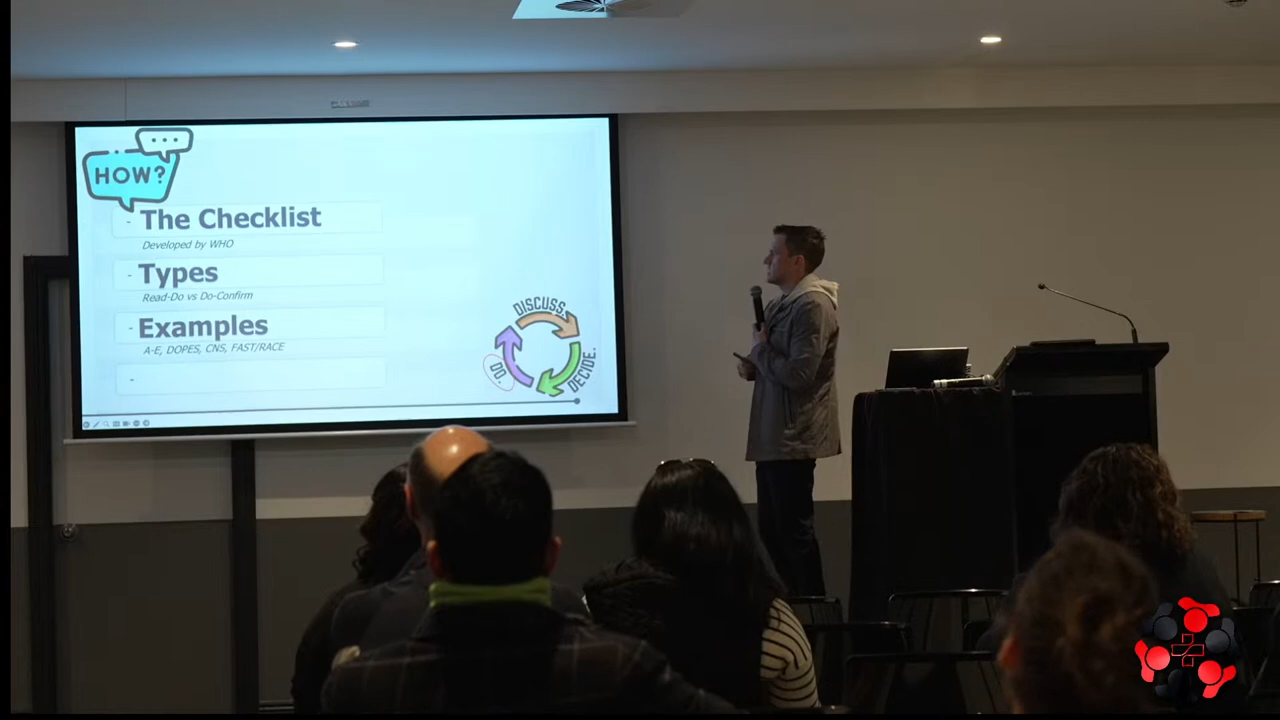 HOW?
- The Checklist
Developed by WHO
- Types
Read-Do vs Do-Confirm
- Examples
A-E, DOPES, CNS, FAST/RACE
-
DISCUSS.
DECIDE.
DO.